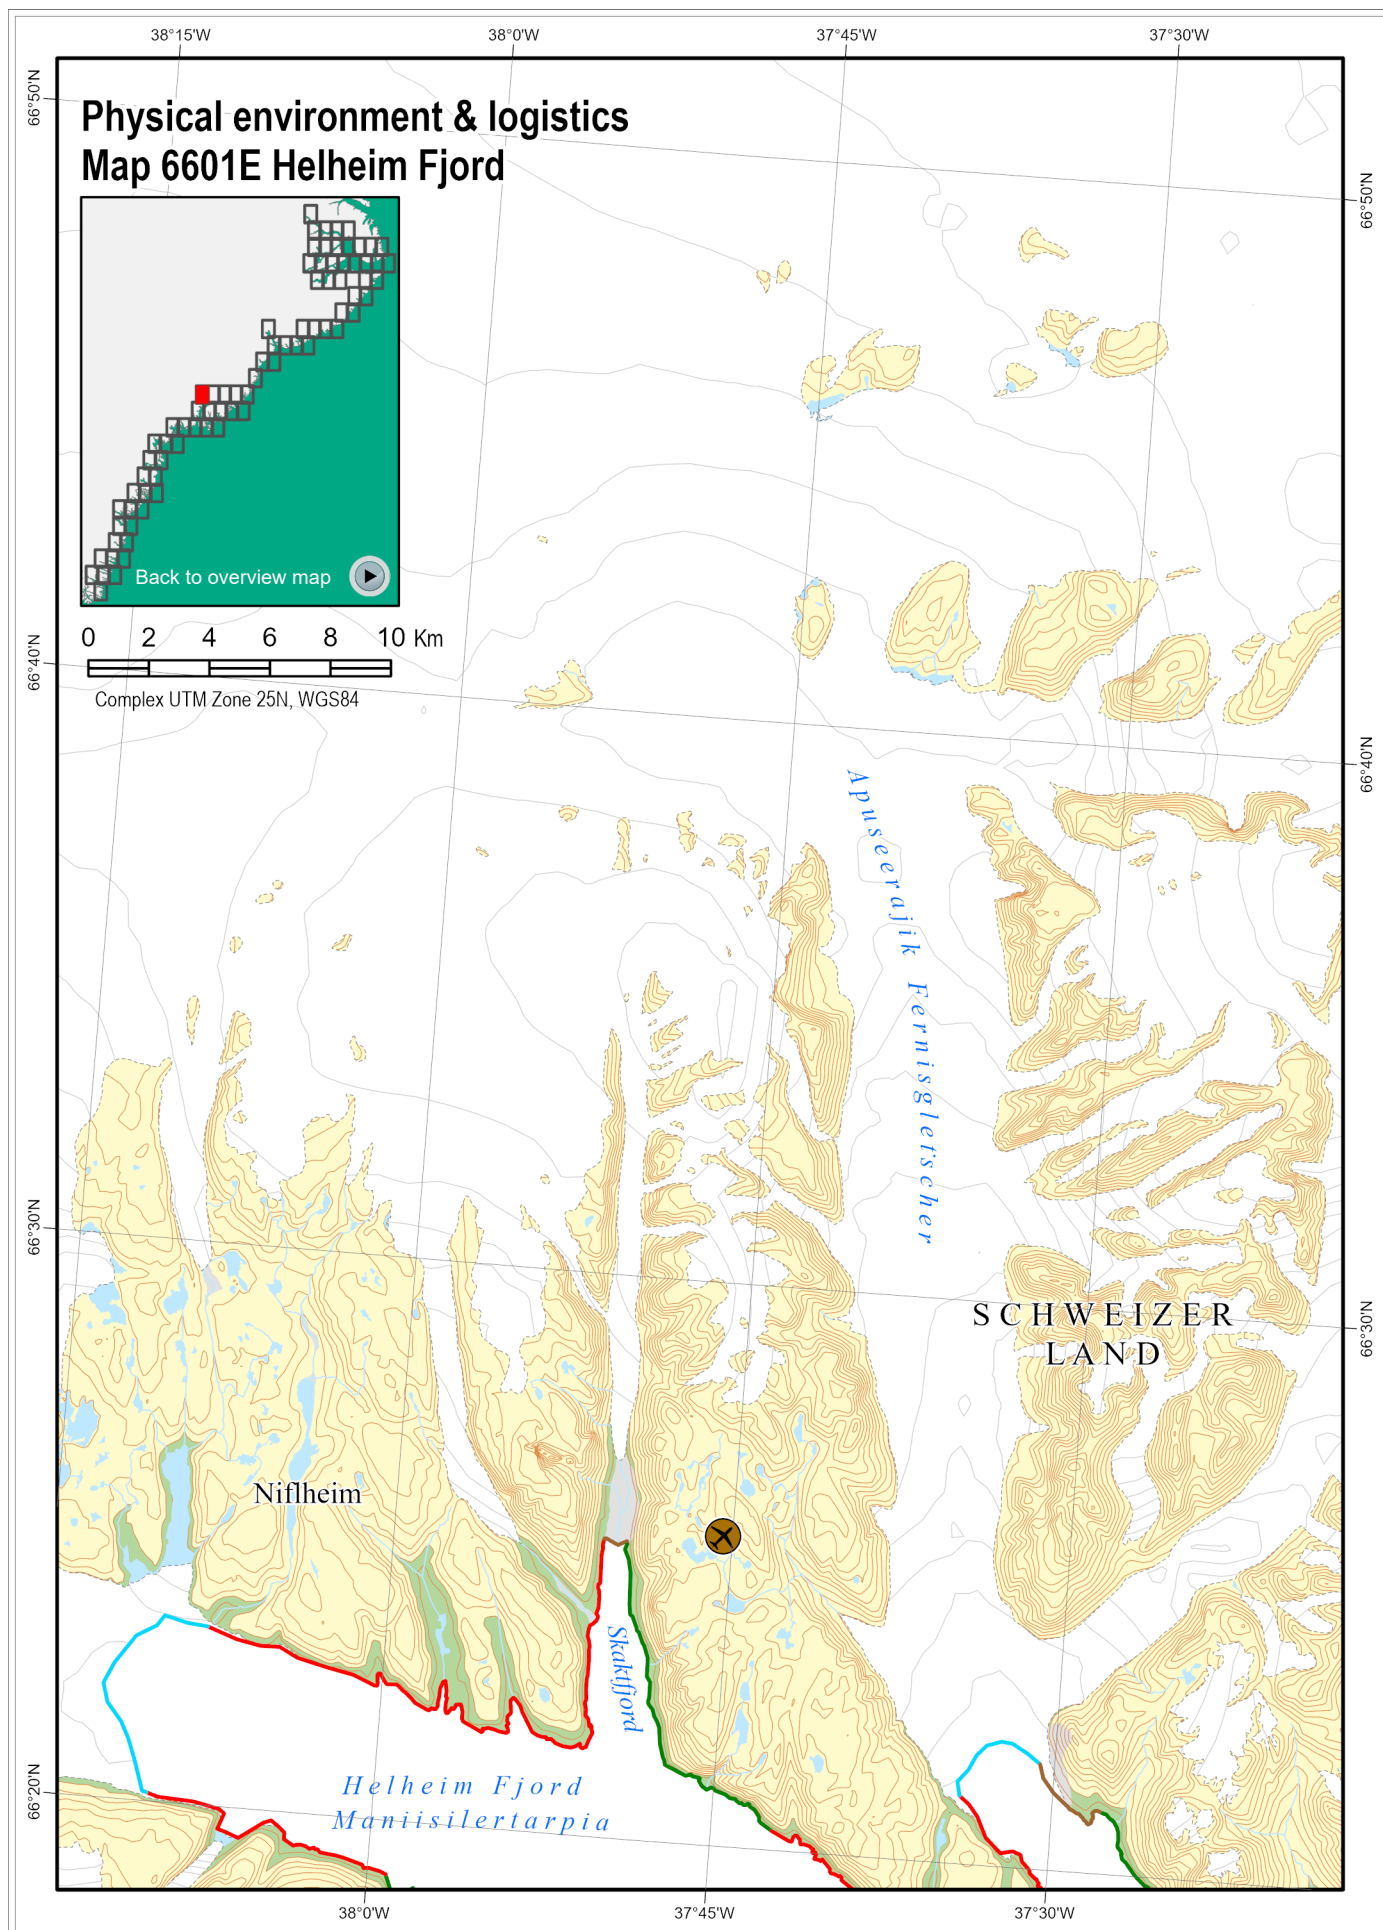 38°15'W 38°0'W 37°45'W 37°30'W
66°50'N
Physical environment & logistics
Map 6601E Helheim Fjord
66°50'N
Back to overview map
0 2 4 6 8 10 Km
Complex UTM Zone 25N, WGS84
66°40'N
66°40'N
Apuseerajik Fernisgletscher
66°30'N
SCHWEIZER
LAND
66°30'N
Niflheim
Skaktfjord
66°20'N
Helheim Fjord
Maniisilertarpia
38°0'W 37°45'W 37°30'W